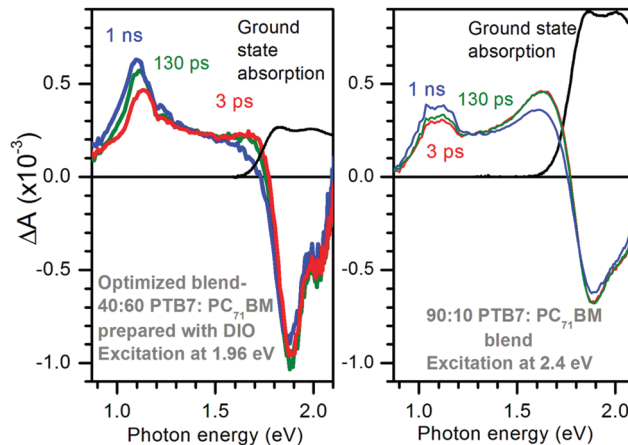 1 ns
130 ps
3 ps
Ground
state
absorption
Optimized blend-
40:60 PTB7: PC71BM
prepared with DIO
Excitation at 1.96 eV
0.5
0.0
-0.5
-1.0
1.0
1.5
2.0
ΔA (x10⁻³)
Photon energy (eV)
Ground state
absorption
1 ns
130 ps
3 ps
90:10 PTB7: PC71BM
blend
Excitation at 2.4 eV
0.5
0.0
-0.5
-1.0
1.0
1.5
2.0
Photon energy (eV)